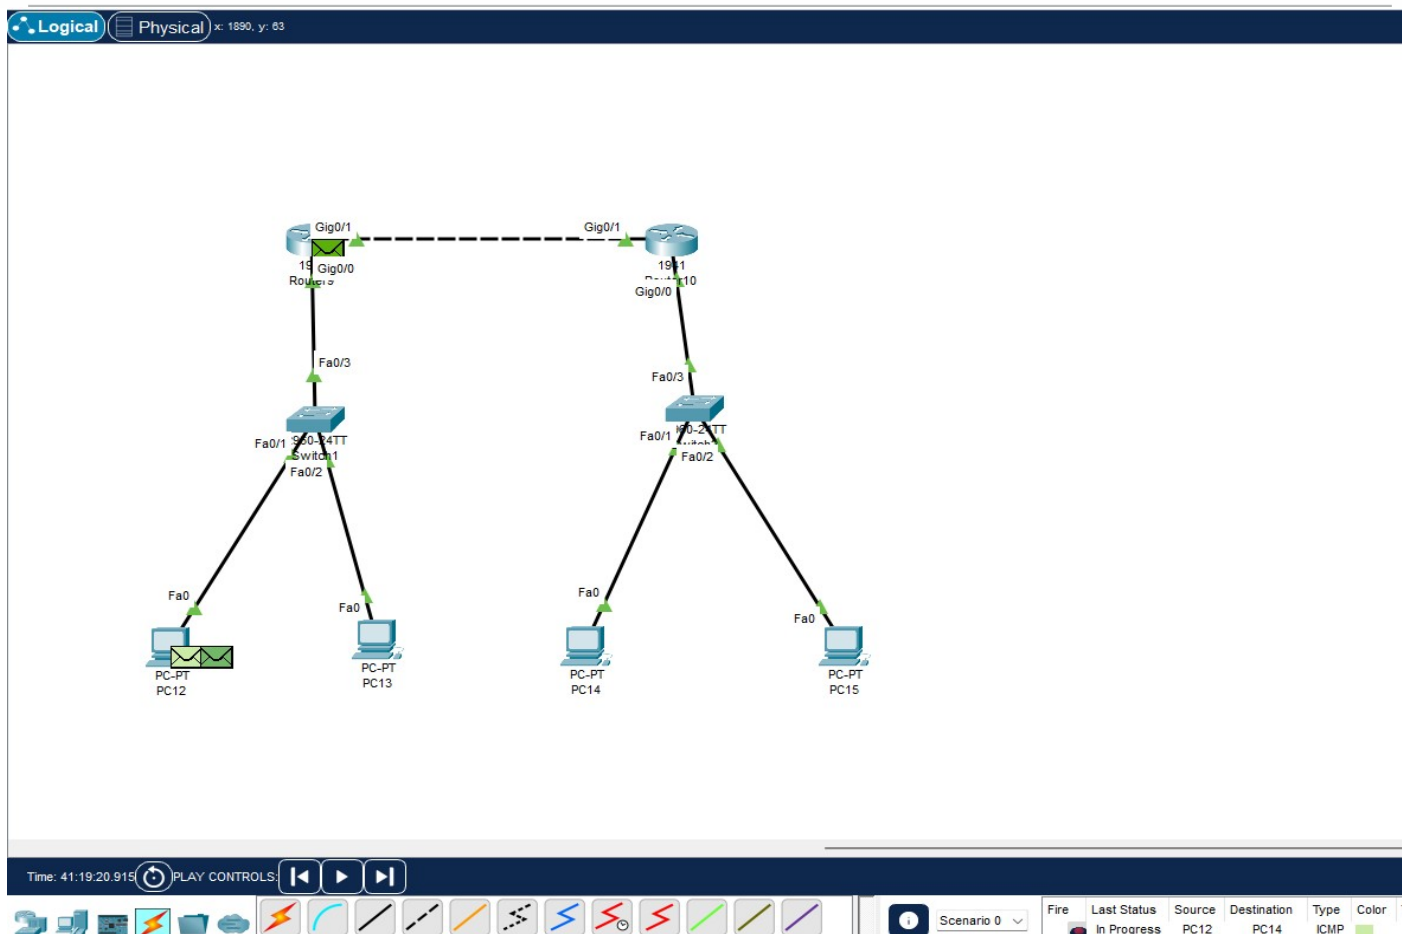 Logical Physical x: 1890, y: 63
Gig0/1 Gig0/1
Gig0/0
1941
Gig0/0
Fa0/3
Fa0/3
Fa0/1
Switch1
Fa0/2
Fa0/1
Fa0/2
Fa0
Fa0
Fa0
Fa0
PC-PT
PC12
PC-PT
PC13
PC-PT
PC14
PC-PT
PC15
Time: 41:19:20.915 PLAY CONTROLS:
Scenario 0
Fire Last Status Source Destination Type Color
In Progress PC12 PC14 ICMP